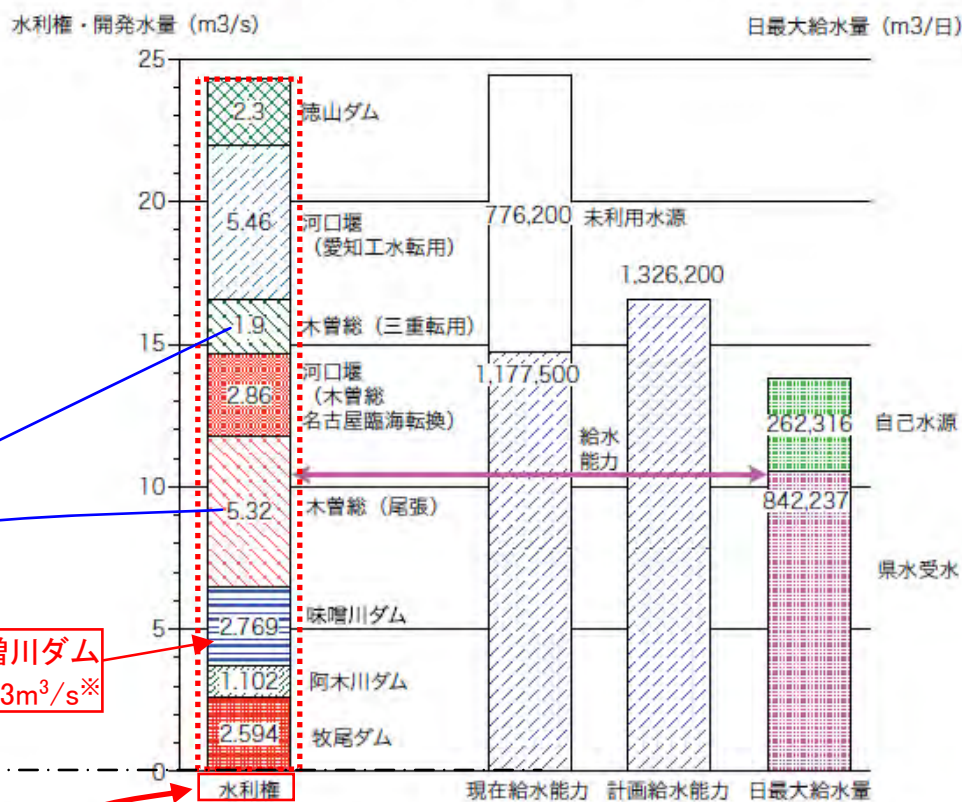 水利権・開発水量 (m3/s)
日最大給水量 (m3/日)
25
20
15
10
5
0
2.3
徳山ダム
5.46
河口堰
(愛知工水転用)
1.9
木曽総 (三重転用)
2.86
河口堰
(木曽総
名古屋臨海転換)
5.32
木曽総 (尾張)
2.769
味噌川ダム
1.102
阿木川ダム
2.594
牧尾ダム
776,200
未利用水源
1,177,500
1,326,200
給水
能力
262,316
自己水源
842,237
県水受水
噌川ダム
3m³/s※
水利権
現在給水能力
計画給水能力
日最大給水量